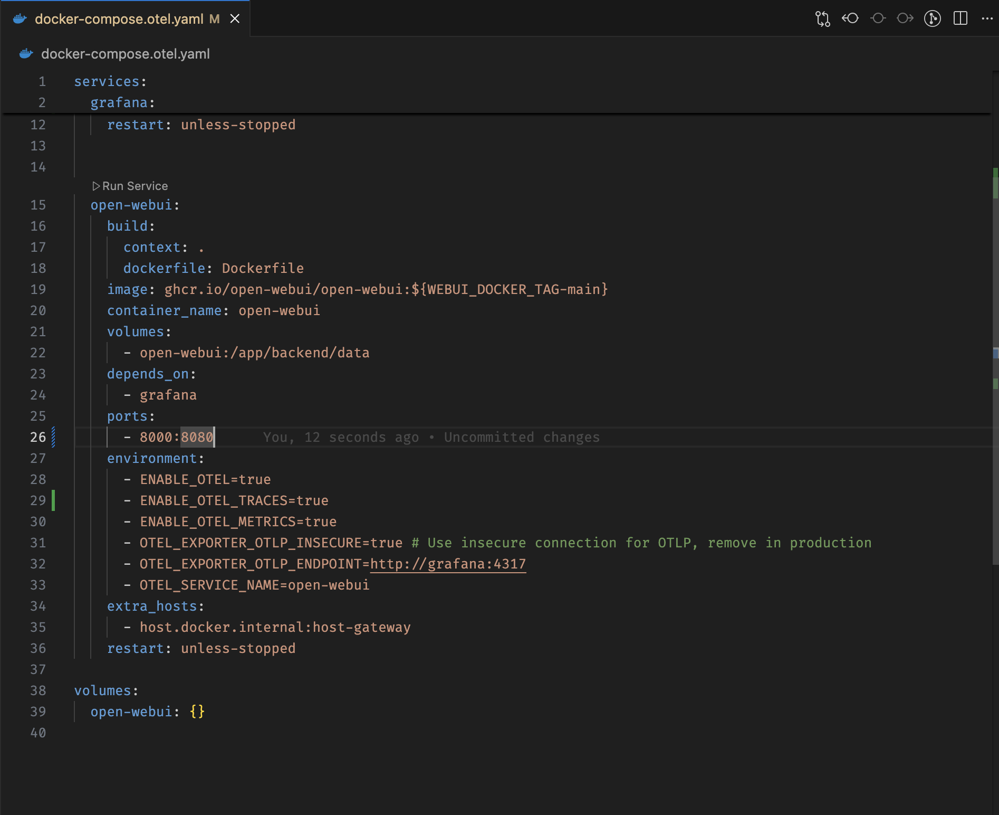 docker-compose.otel.yaml M
docker-compose.otel.yaml
1 services:
2 grafana:
12 restart: unless-stopped
13
14
Run Service
15 open-webui:
16 build:
17 context: .
18 dockerfile: Dockerfile
19 image: ghcr.io/open-webui/open-webui:${WEBUI_DOCKER_TAG-main}
20 container_name: open-webui
21 volumes:
22 - open-webui:/app/backend/data
23 depends_on:
24 - grafana
25 ports:
26 - 8000:8080 You, 12 seconds ago • Uncommitted changes
27 environment:
28 - ENABLE_OTEL=true
29 - ENABLE_OTEL_TRACES=true
30 - ENABLE_OTEL_METRICS=true
31 - OTEL_EXPORTER_OTLP_INSECURE=true # Use insecure connection for OTLP, remove in production
32 - OTEL_EXPORTER_OTLP_ENDPOINT=http://grafana:4317
33 - OTEL_SERVICE_NAME=open-webui
34 extra_hosts:
35 - host.docker.internal:host-gateway
36 restart: unless-stopped
37
38 volumes:
39 open-webui: {}
40